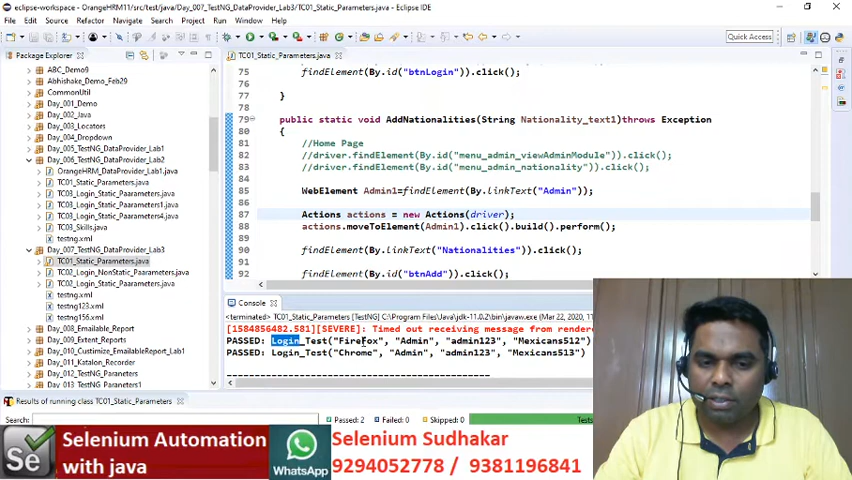 eclipse-workspace - OrangeHRM11/src/test/java/Day_007_TestNG_DataProvider_Lab3/TC01_Static_Parameters.java - Eclipse IDE
File Edit Source Refactor Navigate Search Project Run Window Help
Quick Access
Package Explorer
TC01_Static_Parameters.java
ABC_Demo9
Abhishake_Demo_Feb29
CommonUtil
Day_001_Demo
Day_002_Java
Day_003_Locators
Day_004_Dropdown
Day_005_TestNG_DataProvider_Lab1
Day_006_TestNG_DataProvider_Lab2
OrangeHRM_DataProvider_Lab1.java
TC01_Static_Parameters.java
TC03_Login_Static_Parameters.java
TC03_Login_Static_Parameters4.java
TC03_Skills.java
testng.xml
Day_007_TestNG_DataProvider_Lab3
TC01_Static_Parameters.java
TC02_Login_NonStatic_Parameters.java
TC02_Login_Static_Parameters.java
testng.xml
testng123.xml
testng156.xml
Day_008_Emailable_Report
Day_009_Extent_Reports
Day_010_Custimize_ExtentReport_Lab1
Day_011_Katalon_Recorder
75 findElement(By.id("btnLogin")).click();
76
77 }
78
79 public static void AddNationalities(String Nationality_text1)throws Exception
80 {
81 //Home Page
82 //driver.findElement(By.id("menu_admin_viewAdminModule")).click();
83 //driver.findElement(By.id("menu_admin_nationality")).click();
84
85 WebElement Admin1=findElement(By.linkText("Admin"));
86
87 Actions actions = new Actions(driver);
88 actions.moveToElement(Admin1).click().build().perform();
89
90 findElement(By.linkText("Nationalities")).click();
91
92 findElement(By.id("btnAdd")).click();
Console
<terminated> TC01_Static_Parameters [TestNG] C:\Program Files\Java\jdk-11.0.2\bin\javaw.exe (Mar 22, 2020,
[1584856482.581][SEVERE]: Timed out receiving message from rendere
PASSED: Login_Test("FireFox", "Admin", "admin123", "Mexicans512")
PASSED: Login_Test("Chrome", "Admin", "admin123", "Mexicans513")
Results of running class TC01_Static_Parameters
Search:
Passed: 2 Failed: 0 Skipped: 0
Tests
Se
Selenium Automation
with java
WhatsApp
Selenium Sudhakar
9294052778 / 9381196841